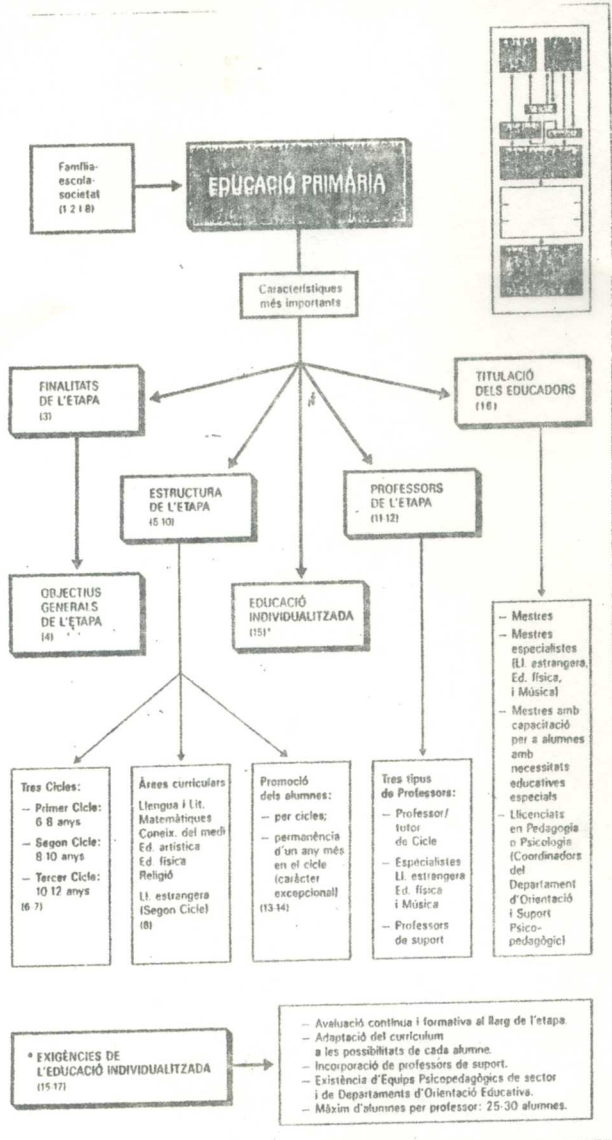 Família-
escola-
societat
(1 2 i 8)
EDUCACIÓ PRIMÀRIA
Característiques
més importants
FINALITATS
DE L'ETAPA
(3)
TITULACIÓ
DELS EDUCADORS
(16)
ESTRUCTURA
DE L'ETAPA
(5-10)
PROFESSORS
DE L'ETAPA
(11-12)
OBJECTIUS
GENERALS
DE L'ETAPA
(4)
EDUCACIÓ
INDIVIDUALITZADA
(15)*
– Mestres
– Mestres
especialistes
(Ll. estrangera,
Ed. física,
i Música)
– Mestres amb
capacitació
per a alumnes
amb
necessitats
educatives
especials
– Llicenciats
en Pedagogia
o Psicologia
(Coordinadors
del
Departament
d'Orientació
i Suport
Psico-
pedagògic)
Tres Cicles:
– Primer Cicle:
6-8 anys
– Segon Cicle:
8-10 anys
– Tercer Cicle:
10-12 anys
(6-7)
Àrees curriculars
Llengua i Lit.
Matemàtiques
Coneix. del medi
Ed. artística
Ed. física
Religió
Ll. estrangera
(Segon Cicle)
(8)
Promoció
dels alumnes:
– per cicles;
– permanència
d'un any més
en el cicle
(caràcter
excepcional)
(13-14)
Tres tipus
de Professors:
– Professor/
tutor
de Cicle
– Especialistes
Ll. estrangera
Ed. física
i Música
– Professors
de suport
* EXIGÈNCIES DE
L'EDUCACIÓ INDIVIDUALITZADA
(15-17)
– Avaluació contínua i formativa al llarg de l'etapa.
– Adaptació del currículum
a les possibilitats de cada alumne.
– Incorporació de professors de suport.
– Existència d'Equips Psicopedagògics de sector
i de Departaments d'Orientació Educativa.
– Màxim d'alumnes per professor: 25-30 alumnes.